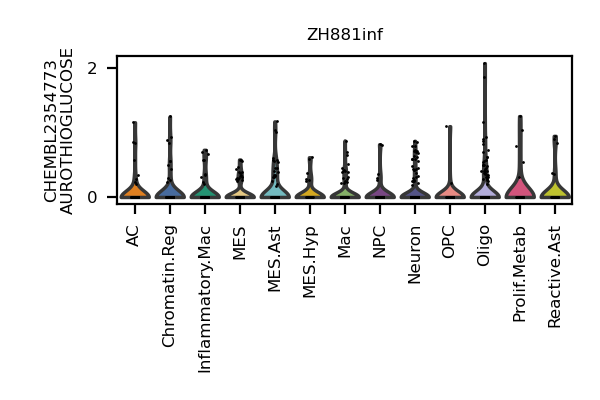 ZH881inf
CHEMBL2354773
AUROTHIOGLUCOSE
2
0
AC
Chromatin.Reg
Inflammatory.Mac
MES
MES.Ast
MES.Hyp
Mac
NPC
Neuron
OPC
Oligo
Prolif.Metab
Reactive.Ast